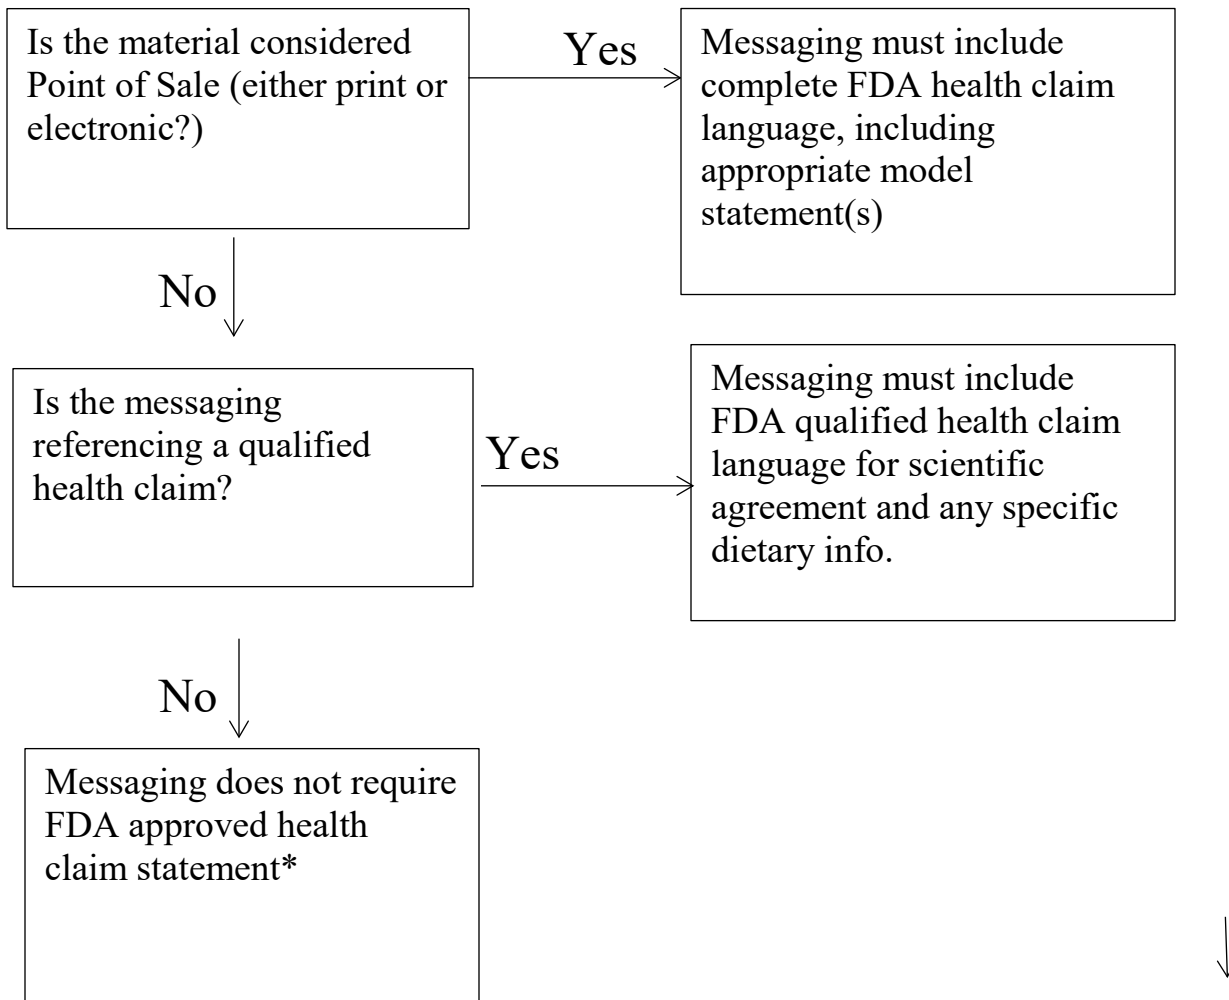 Is the material considered
Point of Sale (either print or
electronic?)
Yes
Messaging must include
complete FDA health claim
language, including
appropriate model
statement(s)
No
Is the messaging
referencing a qualified
health claim?
Yes
Messaging must include
FDA qualified health claim
language for scientific
agreement and any specific
dietary info.
No
Messaging does not require
FDA approved health
claim statement*